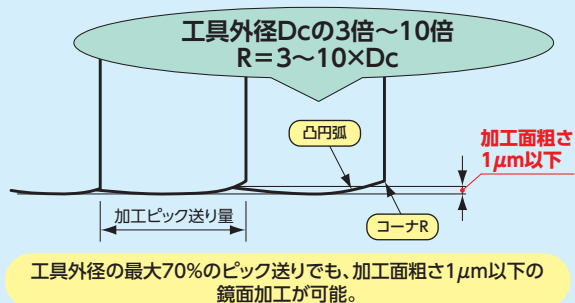 工具外径Dcの3倍～10倍
R＝3～10×Dc
凸円弧
加工面粗さ
1μm以下
加工ピック送り量
コーナR
工具外径の最大70%のピック送りでも、加工面粗さ1μm以下の
鏡面加工が可能。